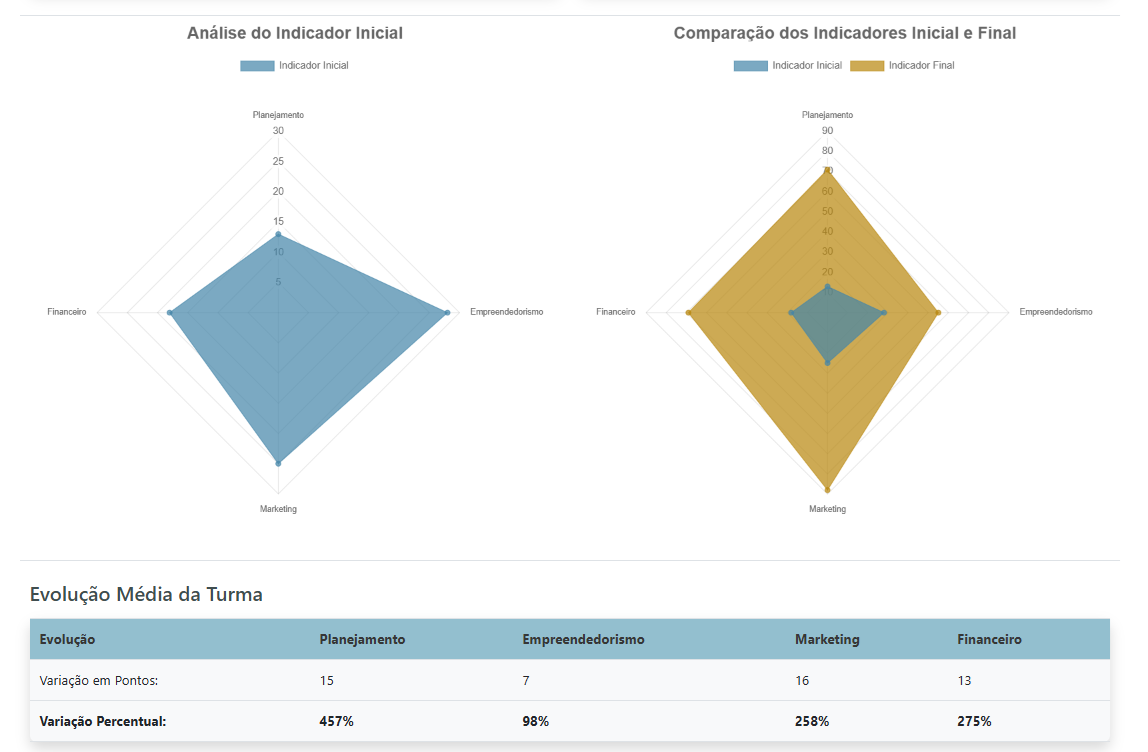 Análise do Indicador Inicial
Indicador Inicial
Planejamento
30
25
20
15
10
5
Financeiro
Empreendedorismo
Marketing
Comparação dos Indicadores Inicial e Final
Indicador Inicial Indicador Final
Planejamento
90
80
70
60
50
40
30
20
Financeiro
Empreendedorismo
Marketing
Evolução Média da Turma
Evolução Planejamento Empreendedorismo Marketing Financeiro
Variação em Pontos: 15 7 16 13
Variação Percentual: 457% 98% 258% 275%